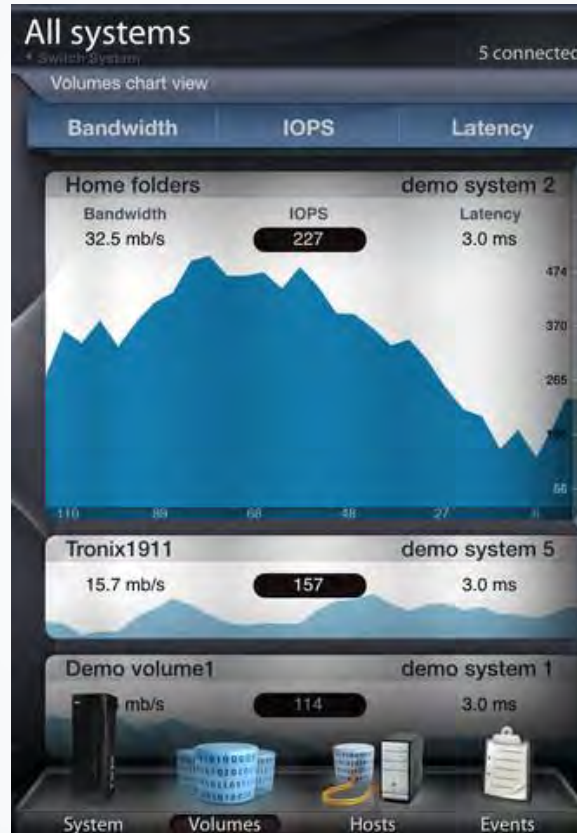 All systems
Switch System
5 connected
Volumes chart view
Bandwidth IOPS Latency
Home folders demo system 2
Bandwidth IOPS Latency
32.5 mb/s 227 3.0 ms
474
370
265
56
110 89 68 48 27 6
Tronix1911 demo system 5
15.7 mb/s 157 3.0 ms
Demo volume1 demo system 1
mb/s 114 3.0 ms
System Volumes Hosts Events